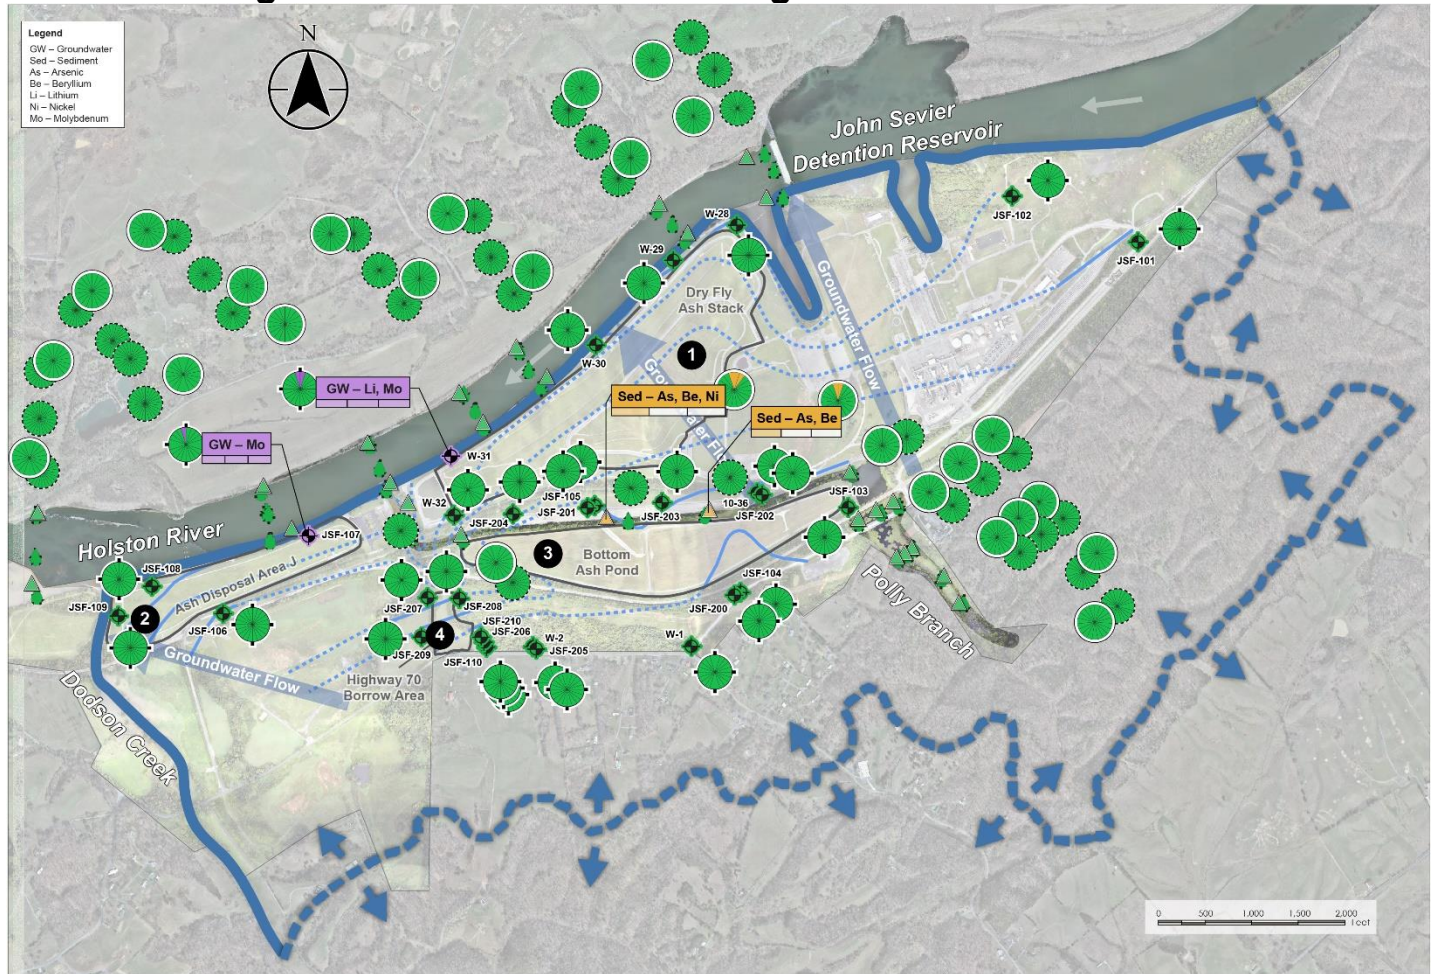 Legend
GW – Groundwater
Sed – Sediment
As – Arsenic
Be – Beryllium
Li – Lithium
Ni – Nickel
Mo – Molybdenum
N
John Sevier
Detention Reservoir
JSF-102
JSF-101
W-28
W-29
Dry Fly
Ash Stack
Groundwater Flow
W-30
1
Groundwater Flow
GW – Li, Mo
Sed – As, Be, Ni
Sed – As, Be
GW – Mo
W-31
W-32
JSF-105
JSF-204
JSF-201
JSF-203
10-36
JSF-202
JSF-103
JSF-107
Holston River
3
Bottom
Ash Pond
JSF-108
Ash Disposal Area J
JSF-109
2
JSF-106
JSF-207
JSF-208
JSF-104
JSF-200
Polly Branch
4
JSF-210
JSF-206
JSF-209
JSF-110
W-2
JSF-205
W-1
Groundwater Flow
Highway 70
Borrow Area
Dodson Creek
0 500 1,000 1,500 2,000
Feet